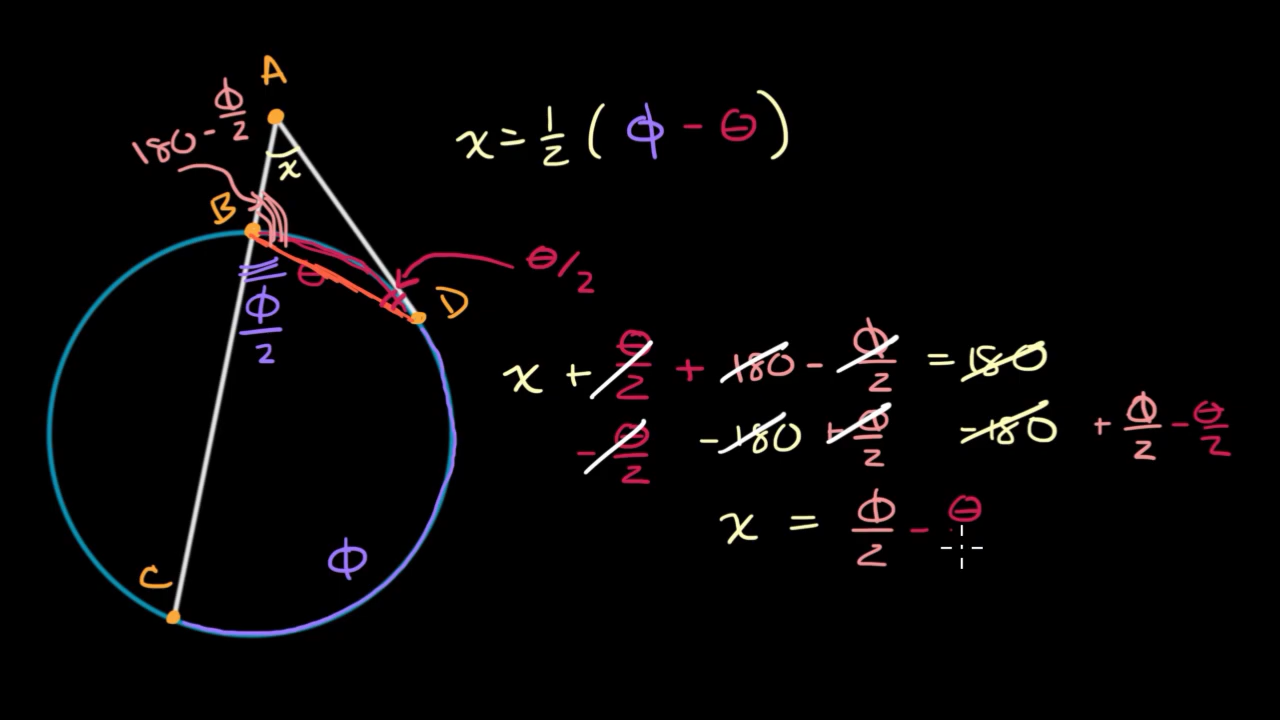 A
180 - ϕ/2
x
B
θ
ϕ/2
D
θ/2
C
ϕ
x = 1/2 ( ϕ - θ )
x + θ/2 + 180 - ϕ/2 = 180
- θ/2 - 180 + ϕ/2 - 180 + ϕ/2 - θ/2
x = ϕ/2 - θ